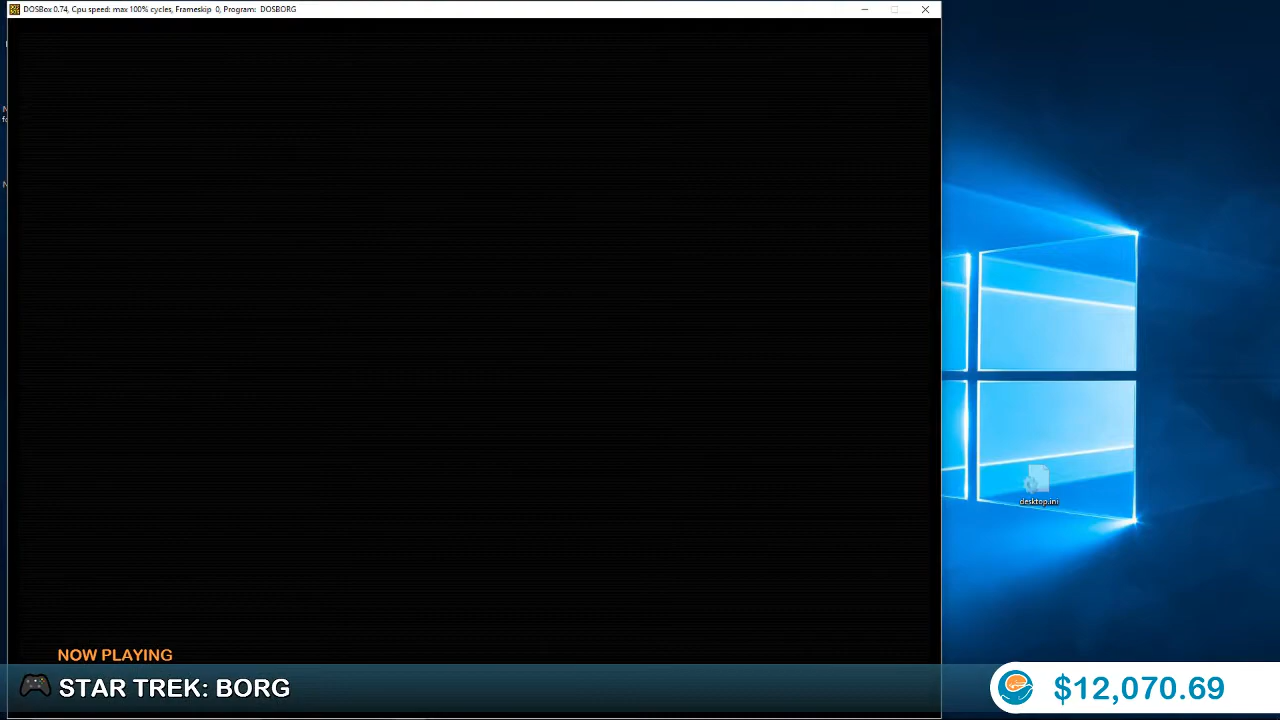 DOSBox 0.74, Cpu speed: max 100% cycles, Frameskip 0, Program: DOSBORG
desktop.ini
NOW PLAYING
STAR TREK: BORG
$12,070.69